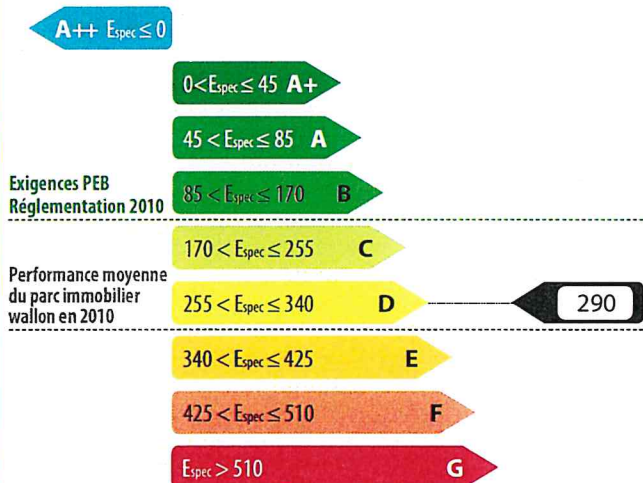 A++ Espec ≤ 0
0 < Espec ≤ 45 A+
45 < Espec ≤ 85 A
Exigences PEB
Réglementation 2010
85 < Espec ≤ 170 B
170 < Espec ≤ 255 C
Performance moyenne
du parc immobilier
wallon en 2010
255 < Espec ≤ 340 D
290
340 < Espec ≤ 425 E
425 < Espec ≤ 510 F
Espec > 510 G